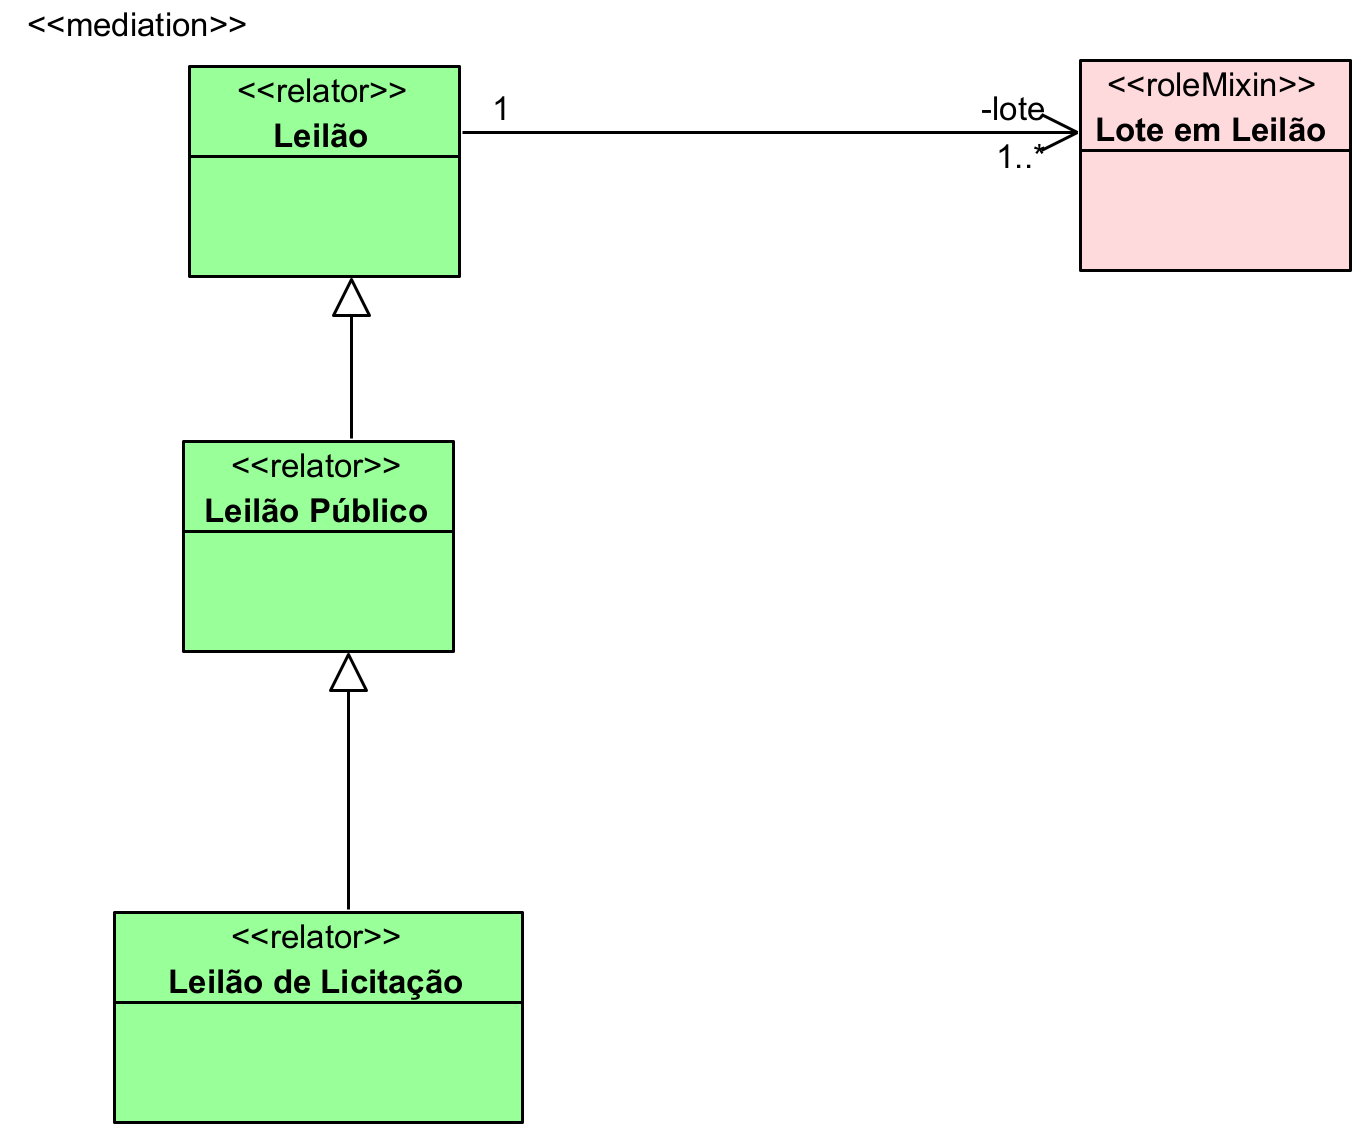 <<mediation>>
<<relator>>
Leilão
1
-lote
1..*
<<roleMixin>>
Lote em Leilão
<<relator>>
Leilão Público
<<relator>>
Leilão de Licitação